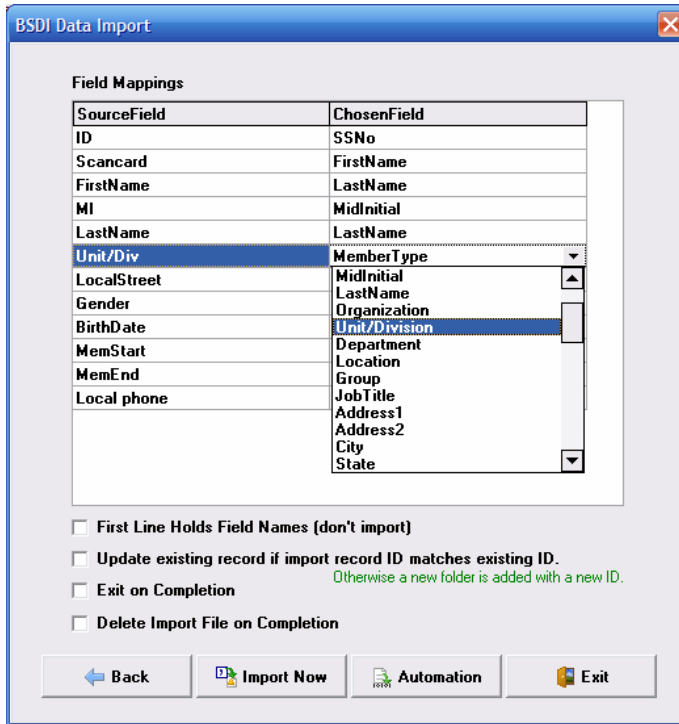 BSDI Data Import
Field Mappings
SourceField ChosenField
ID SSNo
Scancard FirstName
FirstName LastName
MI MidInitial
LastName LastName
Unit/Div MemberType
LocalStreet MidInitial
LastName
Gender Organization
Unit/Division
BirthDate Department
MemStart Location
Group
MemEnd JobTitle
Local phone Address1
Address2
City
State
First Line Holds Field Names (don't import)
Update existing record if import record ID matches existing ID.
Otherwise a new folder is added with a new ID.
Exit on Completion
Delete Import File on Completion
Back Import Now Automation Exit